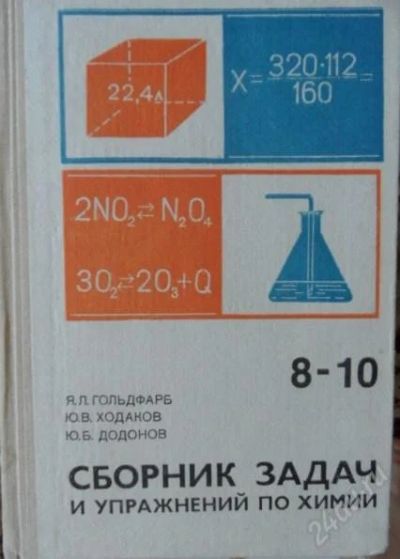 22,4л
X = 320·112 / 160 =
2NO₂ ⇄ N₂O₄
3O₂ ⇄ 2O₃ + Q
8-10
Я.Л. ГОЛЬДФАРБ
Ю.В. ХОДАКОВ
Ю.Б. ДОДОНОВ
СБОРНИК ЗАДАЧ
И УПРАЖНЕНИЙ ПО ХИМИИ